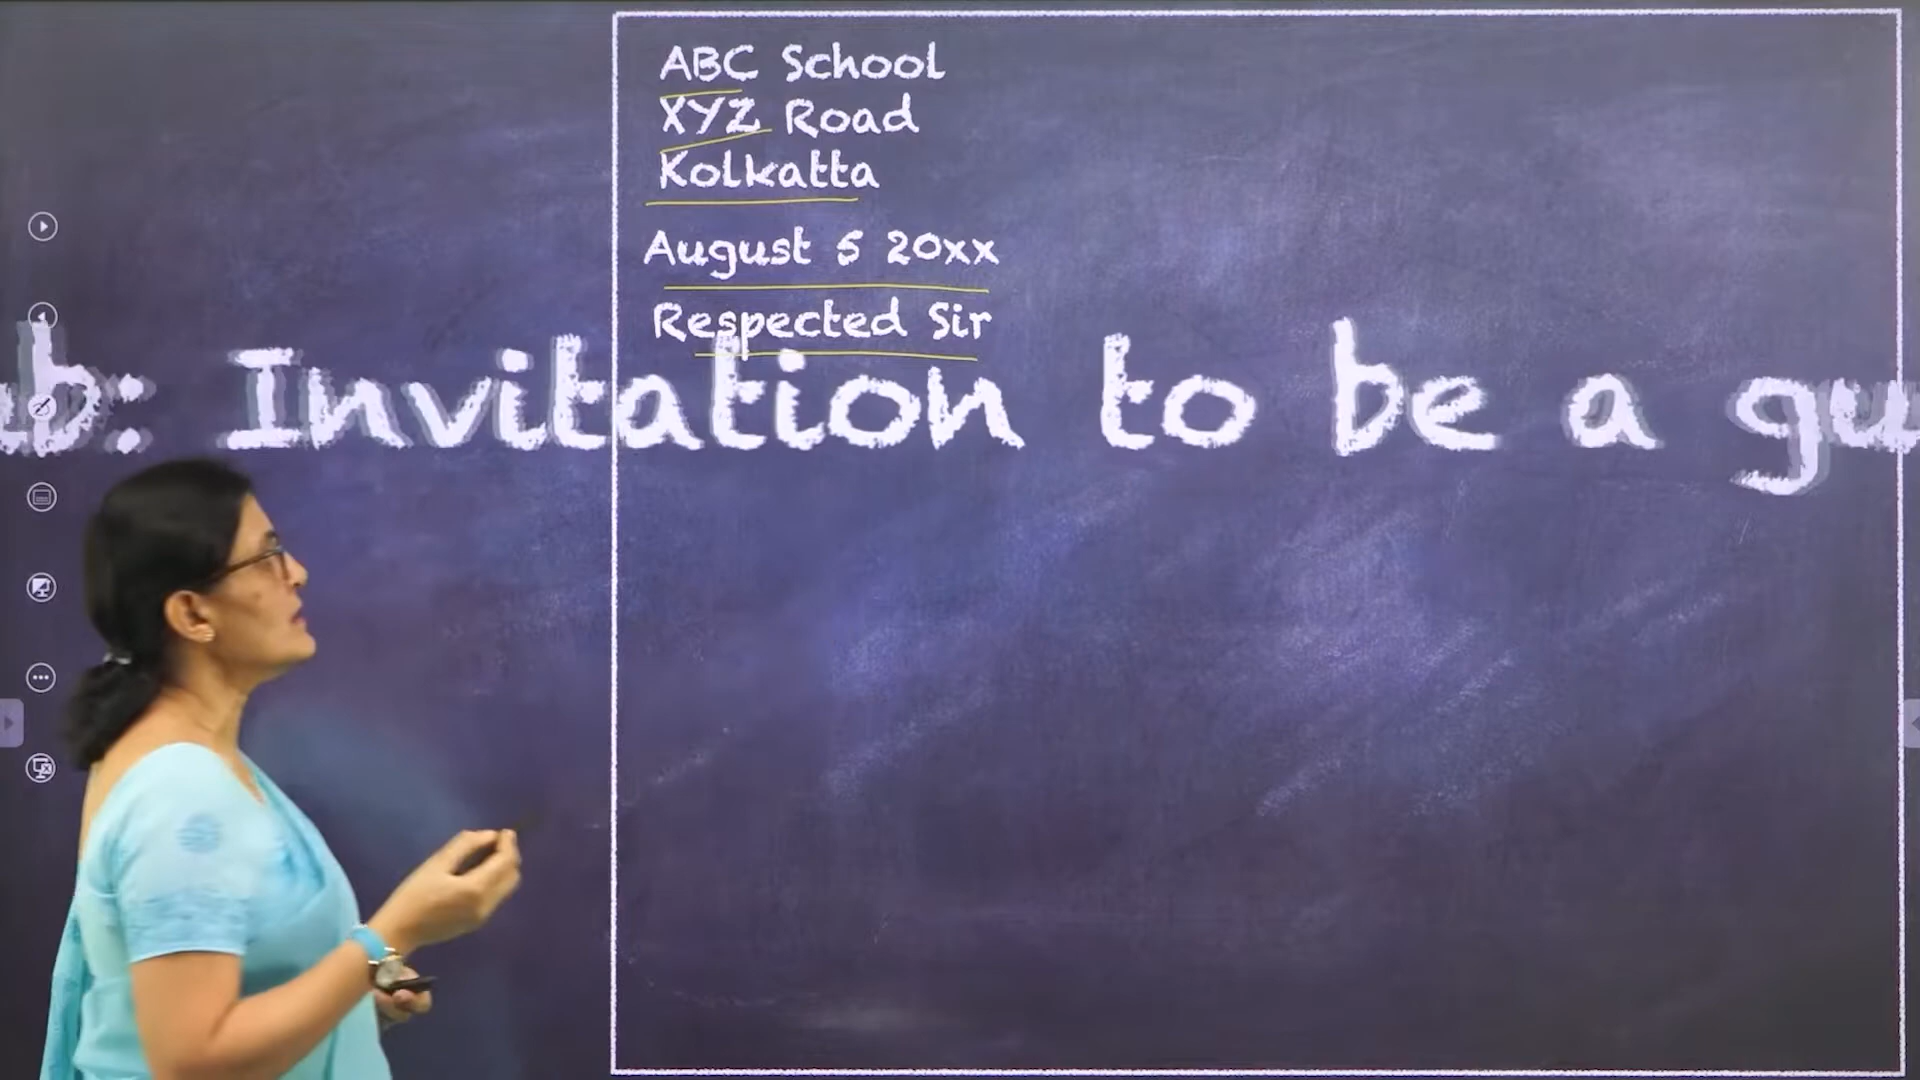 ABC School
XYZ Road
Kolkatta
August 5 20xx
Respected Sir
Invitation to be a